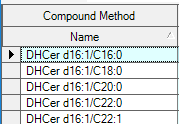 Compound Method
Name
DHCer d16:1/C16:0
DHCer d16:1/C18:0
DHCer d16:1/C20:0
DHCer d16:1/C22:0
DHCer d16:1/C22:1